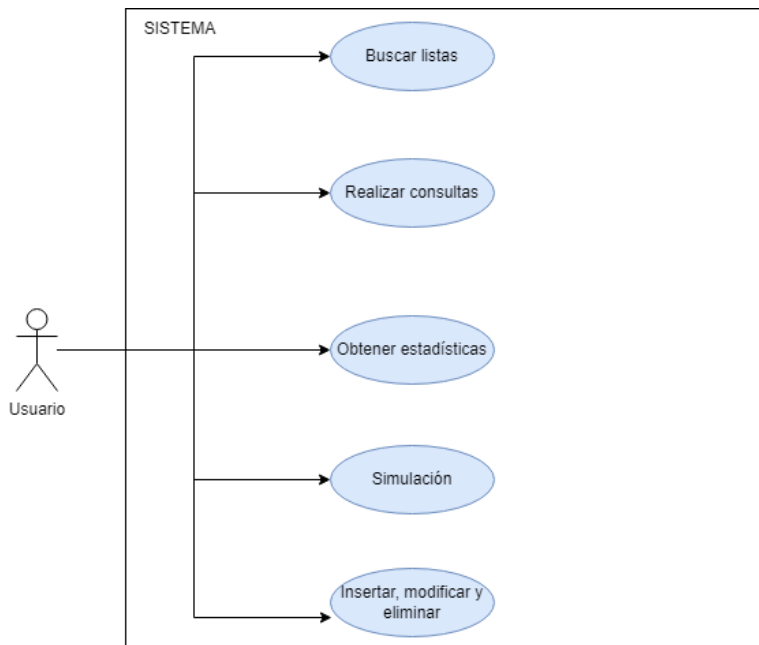 SISTEMA
Buscar listas
Realizar consultas
Obtener estadísticas
Usuario
Simulación
Insertar, modificar y
eliminar